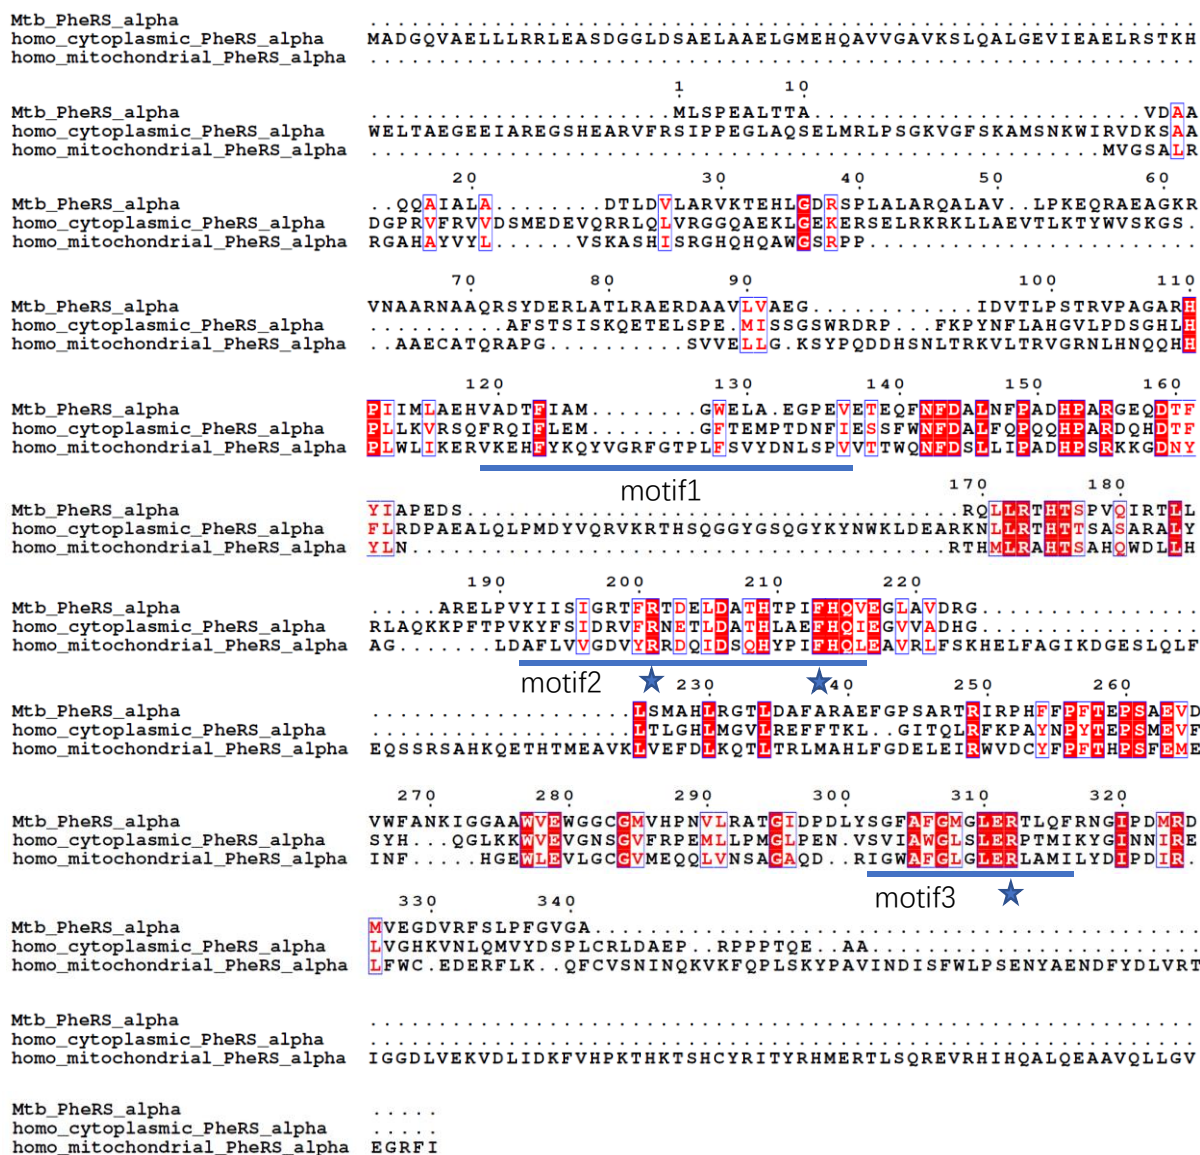 Mtb_PheRS_alpha ............................................................
homo_cytoplasmic_PheRS_alpha MADGQVAELLLRRLEASDGGLDSAELAAELGMEHQAVVGAVKSLQALGEVIEAELRSTKH
homo_mitochondrial_PheRS_alpha ............................................................
1 10
Mtb_PheRS_alpha ......................MLSPEALTTA........................VDAA
homo_cytoplasmic_PheRS_alpha WELTAEGEEIAREGSHEARVFRSIPPEGLAQSELMRLPSGKVGFSKAMSNKWIRVDKSAA
homo_mitochondrial_PheRS_alpha .....................................................MVGSALR
20 30 40 50 60
Mtb_PheRS_alpha ..QQAIALA........DTLDVLARVKTEHLGDRSPLALARQALAV..LPKEQRAEAGKR
homo_cytoplasmic_PheRS_alpha DGPRVFRVVDSMEDEVQRRLQLVRGGQAEKLGEKERSELRKRKLLAEVTLKTYWVSKGS.
homo_mitochondrial_PheRS_alpha RGAHAYVYL......VSKASHISRGHQHQAWGSRPP........................
70 80 90 100 110
Mtb_PheRS_alpha VNAARNAAQRSYDERLATLRAERDAAVLVAEG............IDVTLPSTRVPAGARH
homo_cytoplasmic_PheRS_alpha ..........AFSTSISKQETELSPE.MISSGSWRDRP...FKPYNFLAHGVLPDSGHLH
homo_mitochondrial_PheRS_alpha ..AAECATQRAPG..........SVVELLG.KSYPQDDHSNLTRKVLTRVGRNLHNQQHH
120 130 140 150 160
Mtb_PheRS_alpha PIIMLAEHVADTFIAM........GWELA.EGPEVETEQFNFDALNFPADHPARGEQDTF
homo_cytoplasmic_PheRS_alpha PLLKVRSQFRQIFLEM........GFTEMPTDNFIESSFWNFDALFQPQQHPARDQHDTF
homo_mitochondrial_PheRS_alpha PLWLIKERVKEHFYKQYVGRFGTPLFSVYDNLSPVVTTWQNFDSLLIPADHPSRKKGDNY
motif1
170 180
Mtb_PheRS_alpha YIAPEDS....................................RQLLRTHTSPVQIRTLL
homo_cytoplasmic_PheRS_alpha FLRDPAEALQLPMDYVQRVKRTHSQGGYGSQGYKYNWKLDEARKNLLRTHTTSASARALY
homo_mitochondrial_PheRS_alpha YLN.......................................RTHMLRAHTSAHQWDLLH
190 200 210 220
Mtb_PheRS_alpha .....ARELPVYIISIGRTFRTDELDATHTPIFHQVEGLAVDRG................
homo_cytoplasmic_PheRS_alpha RLAQKKPFTPVKYFSIDRVFRNETLDATHLAEFHQIEGVVADHG................
homo_mitochondrial_PheRS_alpha AG.......LDAFLVVGDVYRRDQIDSQHYPIFHQLEAVRLFSKHELFAGIKDGESLQLF
motif2
230 240 250 260
Mtb_PheRS_alpha ...................LSMAHLRGTLDAFARAEFGPSARTRIRPHFFPFTEPSAEVD
homo_cytoplasmic_PheRS_alpha ...................LTLGHLMGVLREFFTKL..GITQLRFKPAYNPYTEPSMEVF
homo_mitochondrial_PheRS_alpha EQSSRSAHKQETHTMEAVKLVEFDLKQTLTRLMAHLFGDELEIRWVDCYFPFTHPSFEME
270 280 290 300 310 320
Mtb_PheRS_alpha VWFANKIGGAAWVEWGGCGMVHPNVLRATGIDPDLYSGFAFGMGLERTLQFRNGIPDMRD
homo_cytoplasmic_PheRS_alpha SYH...QGLKKWVEVGNSGVFRPEMLLPMGLPEN.VSVIAWGLSLERPTMIKYGINNIRE
homo_mitochondrial_PheRS_alpha INF.....HGEWLEVLGCGVMEQQLVNSAGAQD..RIGWAFGLGLERLAMILYDIPDIR.
motif3
330 340
Mtb_PheRS_alpha MVEGDVRFSLPFGVGA............................................
homo_cytoplasmic_PheRS_alpha LVGHKVNLQMVYDSPLCRLDAEP..RPPPTQE..AA........................
homo_mitochondrial_PheRS_alpha LFWC.EDERFLK..QFCVSNINQKVKFQPLSKYPAVINDISFWLPSENYAENDFYDLVRT
Mtb_PheRS_alpha ............................................................
homo_cytoplasmic_PheRS_alpha ............................................................
homo_mitochondrial_PheRS_alpha IGGDLVEKVDLIDKFVHPKTHKTSHCYRITYRHMERTLSQREVRHIHQALQEAAVQLLGV
Mtb_PheRS_alpha .....
homo_cytoplasmic_PheRS_alpha .....
homo_mitochondrial_PheRS_alpha EGRFI